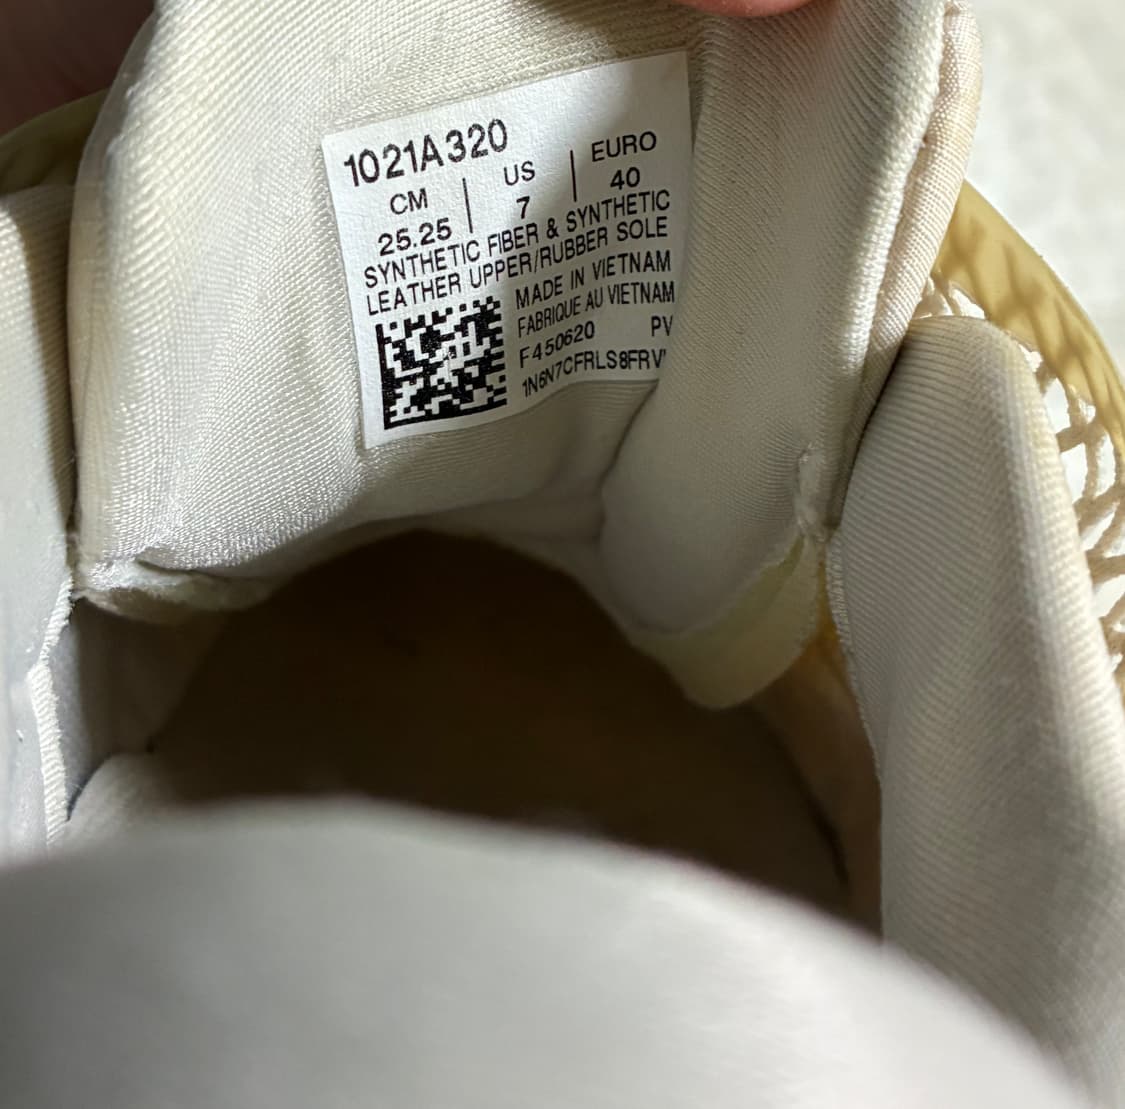 1021A320
CM | US | EURO
25.25 | 7 | 40
SYNTHETIC FIBER & SYNTHETIC
LEATHER UPPER/RUBBER SOLE
MADE IN VIETNAM
FABRIQUE AU VIETNAM
F450620 PV
1N6N7CFRLS8FRV